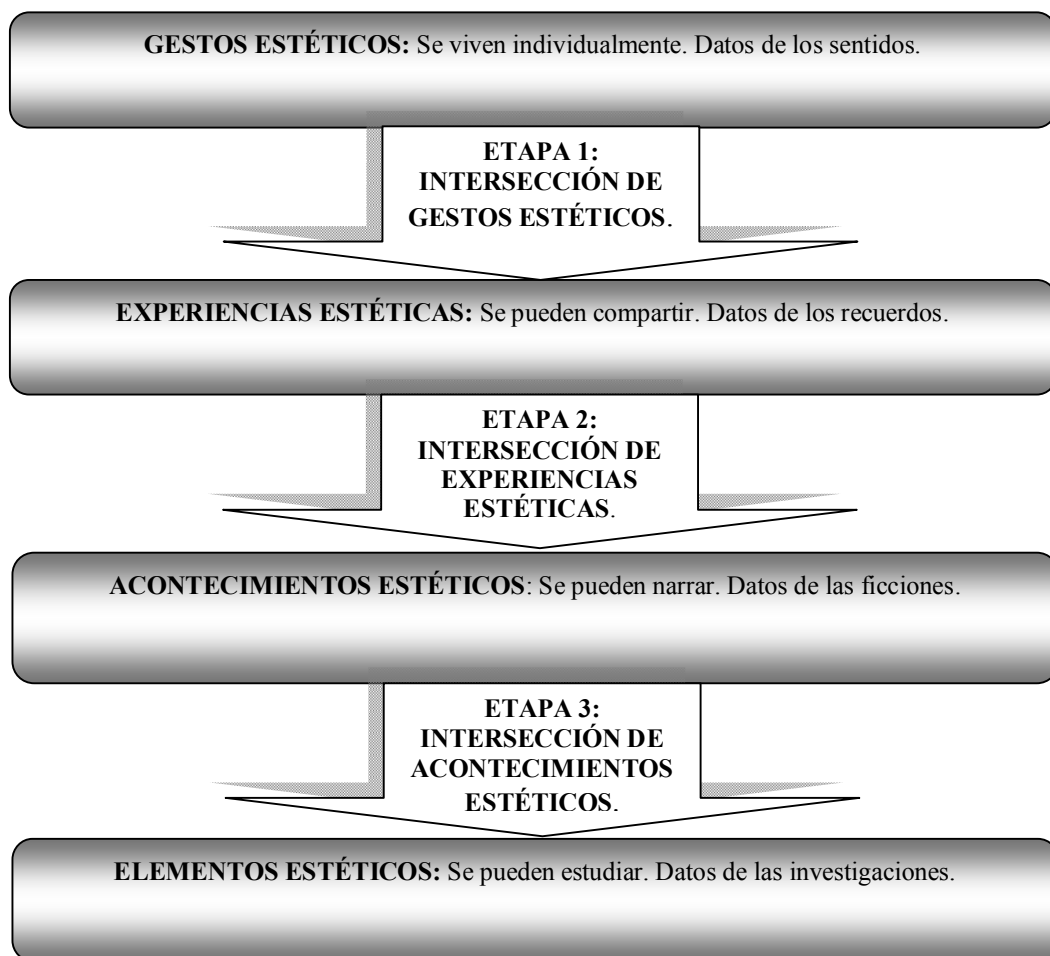 GESTOS ESTÉTICOS: Se viven individualmente. Datos de los sentidos.
ETAPA 1:
INTERSECCIÓN DE
GESTOS ESTÉTICOS.
EXPERIENCIAS ESTÉTICAS: Se pueden compartir. Datos de los recuerdos.
ETAPA 2:
INTERSECCIÓN DE
EXPERIENCIAS
ESTÉTICAS.
ACONTECIMIENTOS ESTÉTICOS: Se pueden narrar. Datos de las ficciones.
ETAPA 3:
INTERSECCIÓN DE
ACONTECIMIENTOS
ESTÉTICOS.
ELEMENTOS ESTÉTICOS: Se pueden estudiar. Datos de las investigaciones.